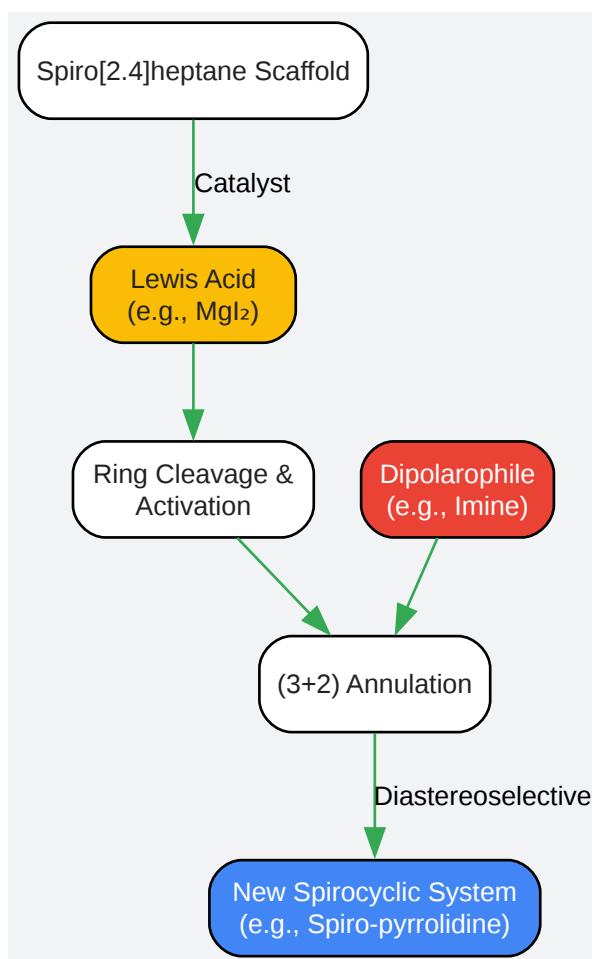 Spiro[2.4]heptane Scaffold
Catalyst
Lewis Acid
(e.g., MgI₂)
Ring Cleavage &
Activation
Dipolarophile
(e.g., Imine)
(3+2) Annulation
Diastereoselective
New Spirocyclic System
(e.g., Spiro-pyrrolidine)